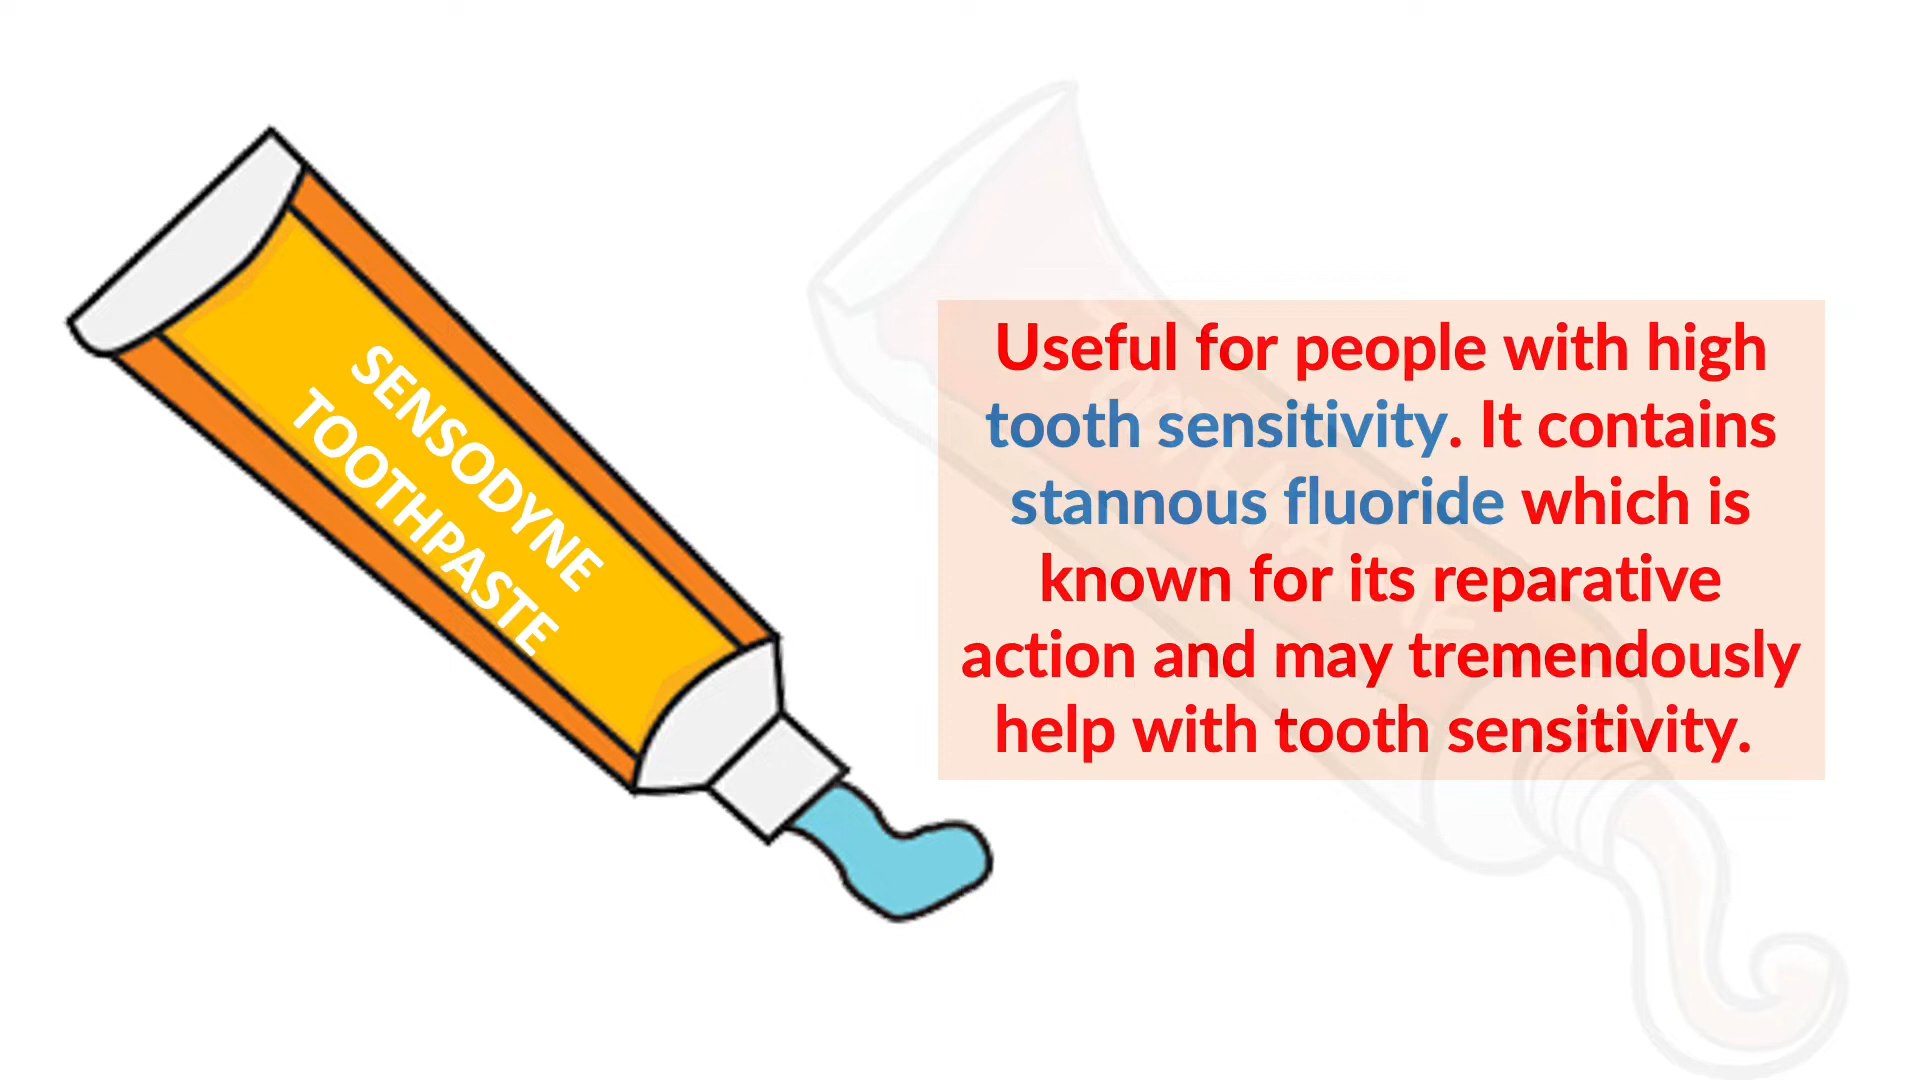 SENSODYNE
TOOTHPASTE
Useful for people with high
tooth sensitivity. It contains
stannous fluoride which is
known for its reparative
action and may tremendously
help with tooth sensitivity.